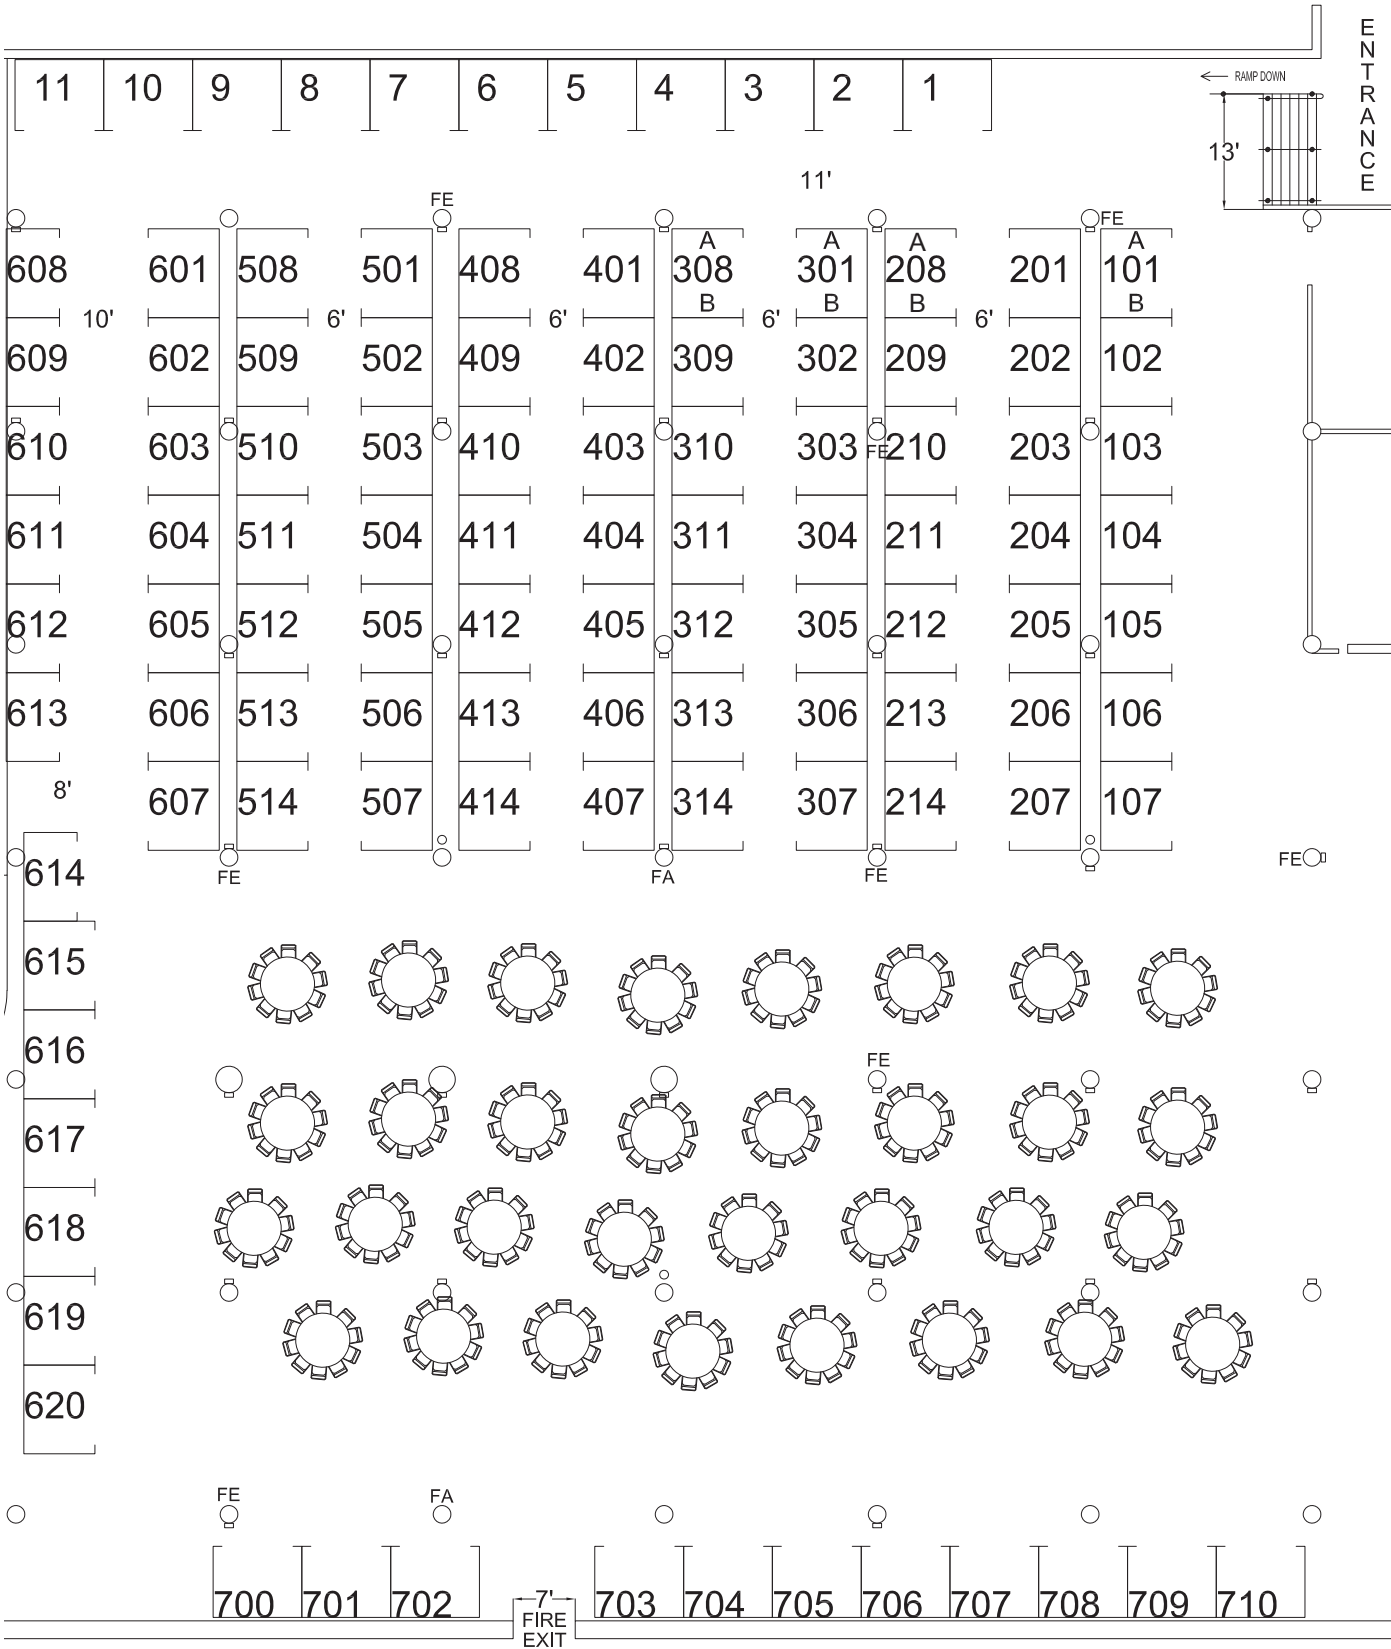 ENTRANCE
11 10 9 8 7 6 5 4 3 2 1
RAMP DOWN
13'
11'
FE
FE
A A A A
608 601 508 501 408 401 308 301 208 201 101
B B B B
10' 6' 6' 6' 6'
609 602 509 502 409 402 309 302 209 202 102
610 603 510 503 410 403 310 303 210 203 103
FE
611 604 511 504 411 404 311 304 211 204 104
612 605 512 505 412 405 312 305 212 205 105
613 606 513 506 413 406 313 306 213 206 106
8'
607 514 507 414 407 314 307 214 207 107
FE
614
FE FA FE
615
616
FE
617
618
619
620
FE FA
7'
700 701 702 703 704 705 706 707 708 709 710
FIRE
EXIT